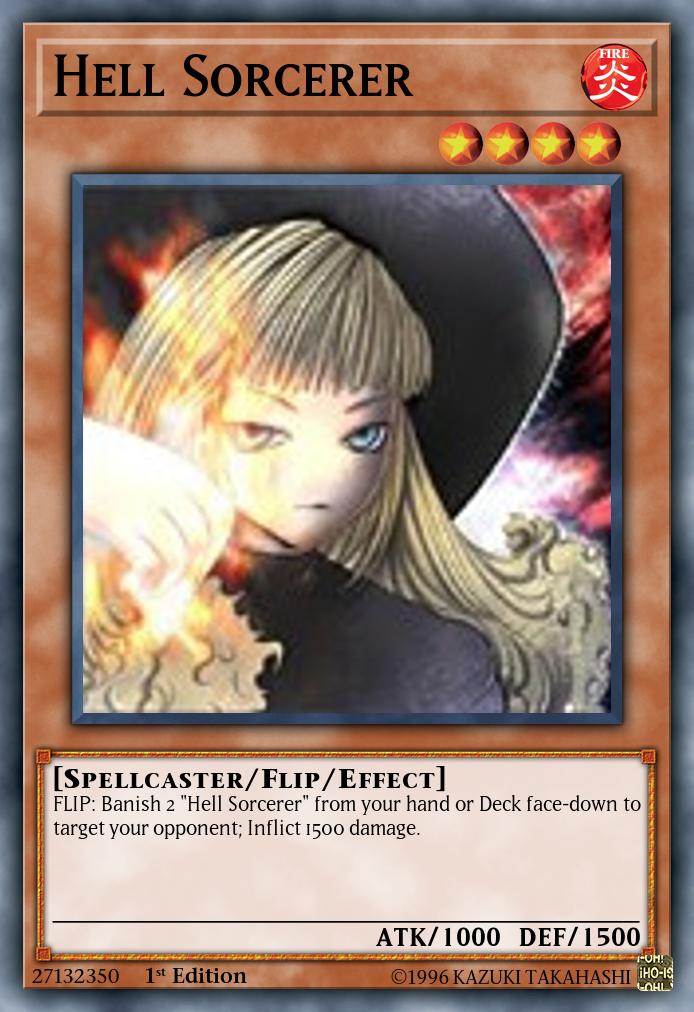 HELL SORCERER
FIRE
炎
[SPELLCASTER/FLIP/EFFECT]
FLIP: Banish 2 "Hell Sorcerer" from your hand or Deck face-down to
target your opponent; Inflict 1500 damage.
ATK/1000 DEF/1500
27132350 1st Edition ©1996 KAZUKI TAKAHASHI